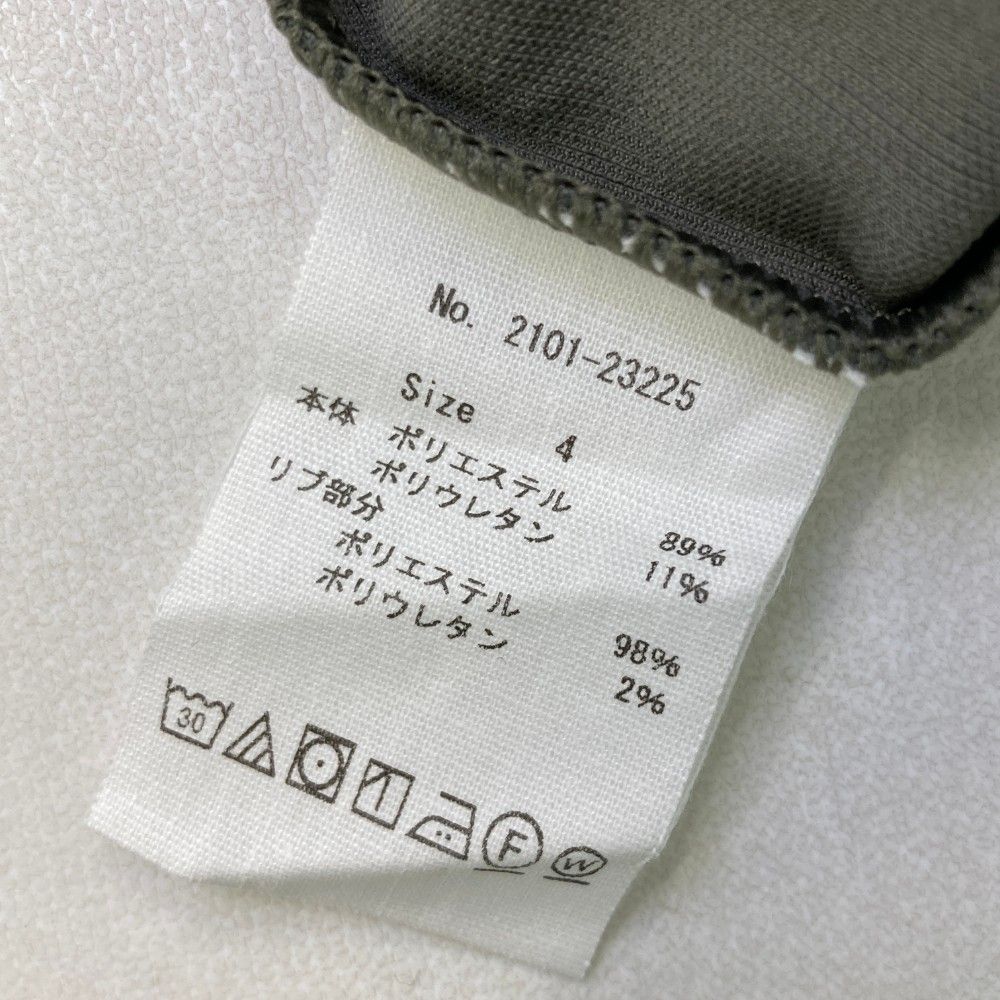 No. 2101-23225
Size 4
本体 ポリエステル 89%
ポリウレタン 11%
リブ部分
ポリエステル 98%
ポリウレタン 2%
30 F W